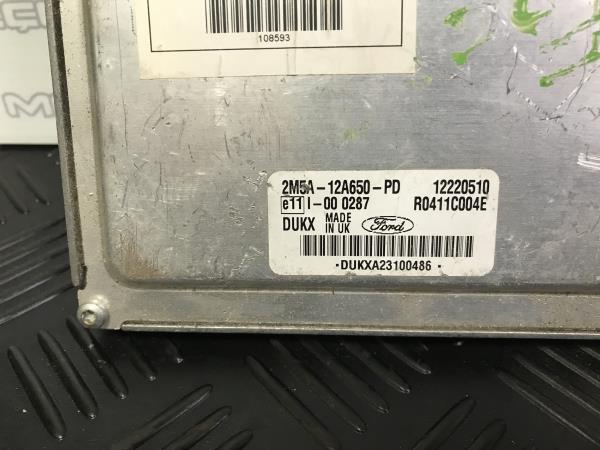 108593
2M5A-12A650-PD 12220510
e11 I-00 0287 R0411C004E
DUKX MADE IN UK Ford
·DUKXA23100486·